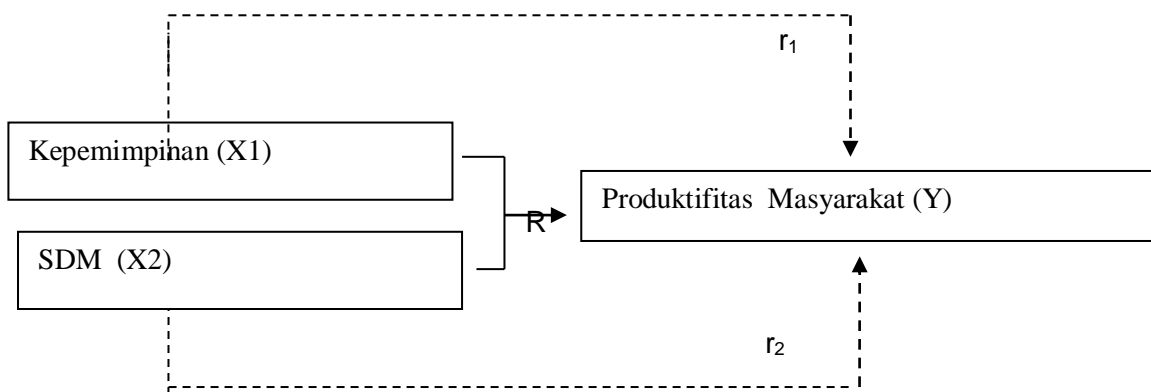 r₁
Kepemimpinan (X1)
Produktifitas Masyarakat (Y)
R
SDM (X2)
r₂